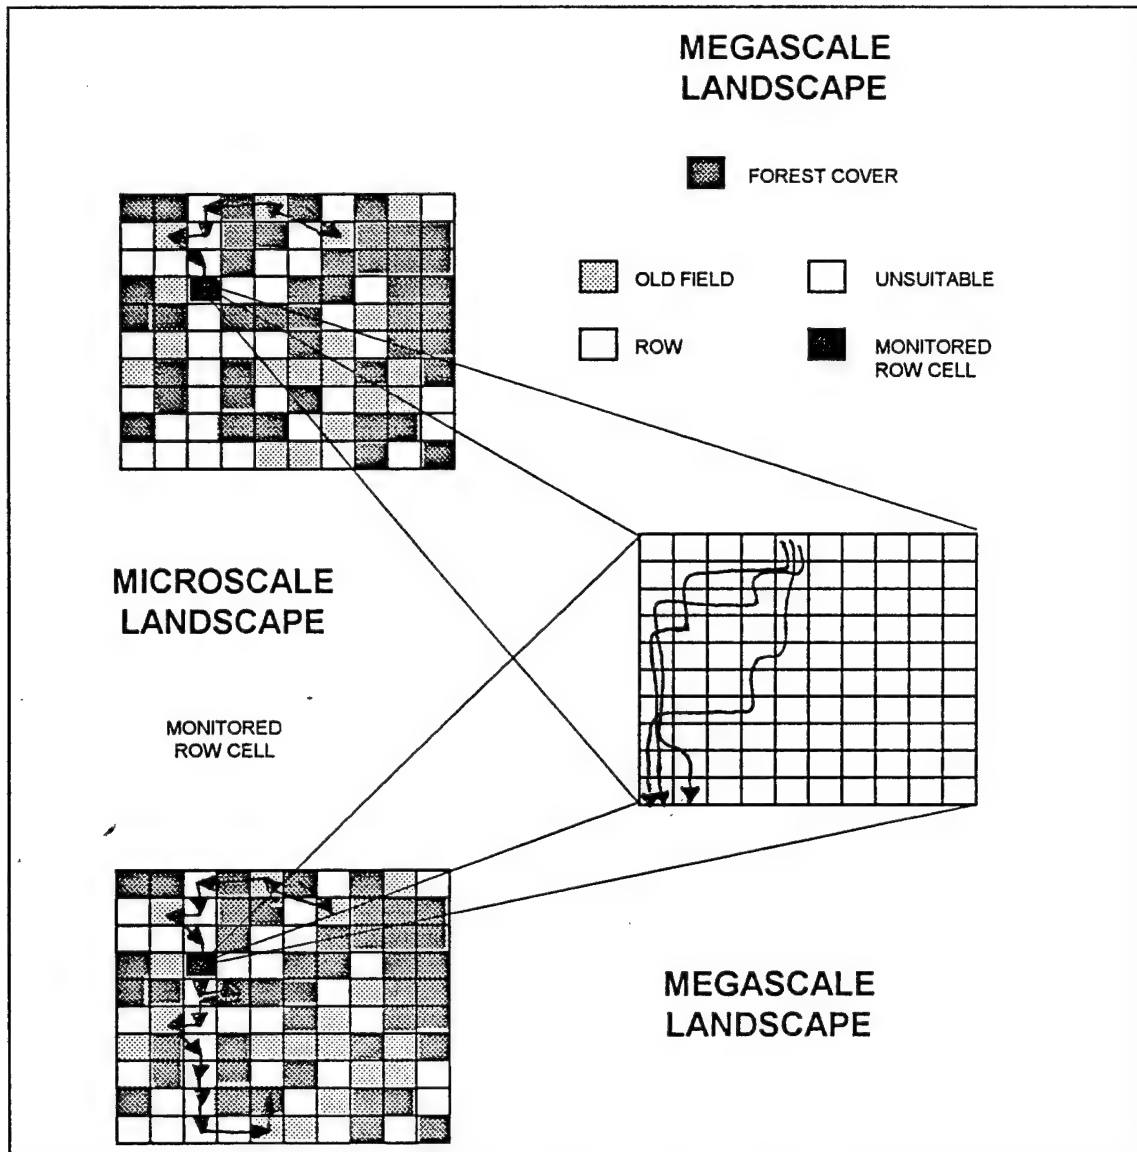 MEGASCALE
LANDSCAPE
FOREST COVER
OLD FIELD
UNSUITABLE
ROW
MONITORED
ROW CELL
MICROSCALE
LANDSCAPE
MONITORED
ROW CELL
MEGASCALE
LANDSCAPE